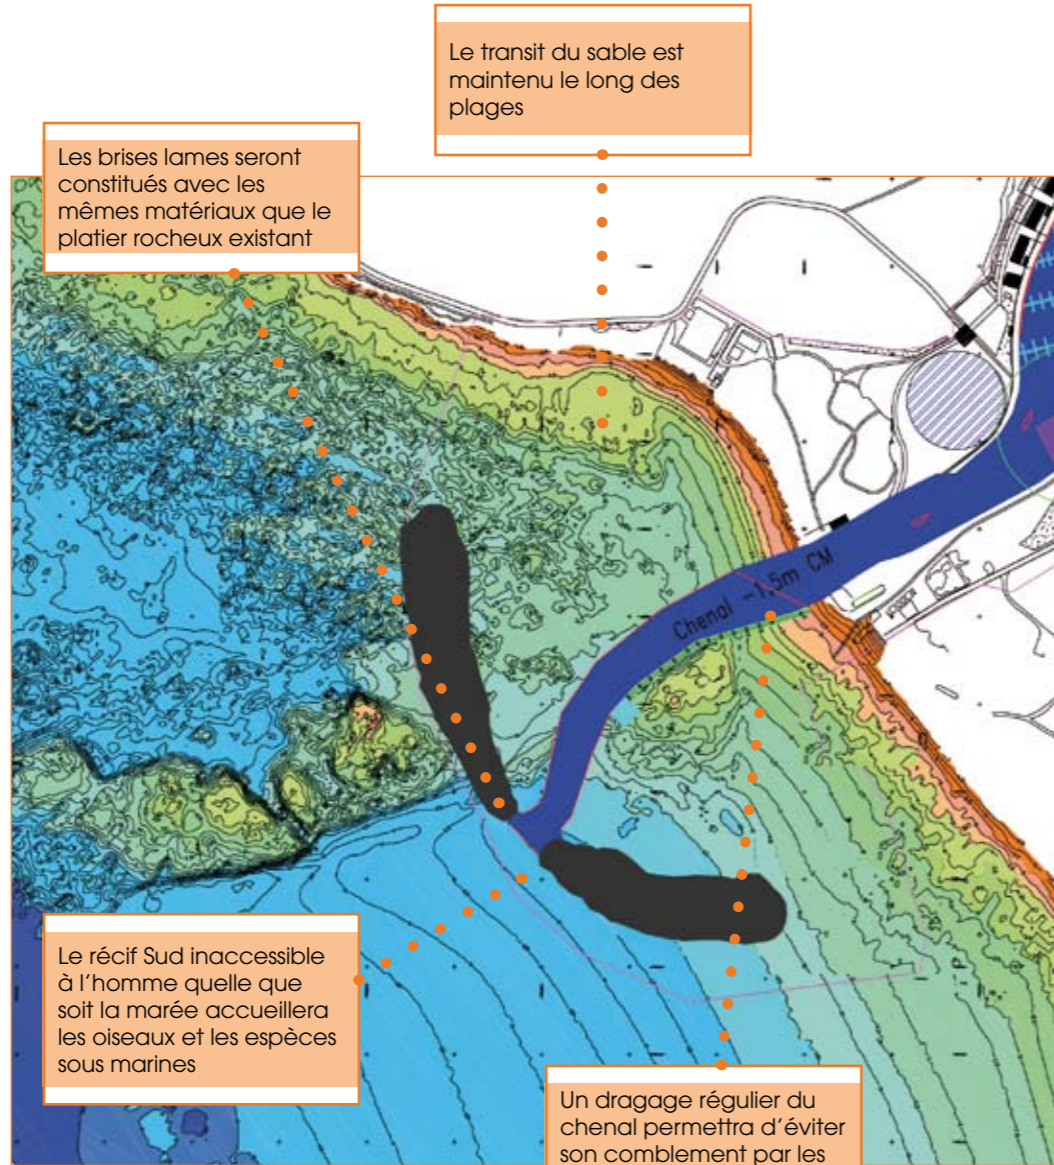 Le transit du sable est
maintenu le long des
plages
Les brises lames seront
constitués avec les
mêmes matériaux que le
platier rocheux existant
Chenal -1,5m CM
Le récif Sud inaccessible
à l'homme quelle que
soit la marée accueillera
les oiseaux et les espèces
sous marines
Un dragage régulier du
chenal permettra d'éviter
son comblement par les